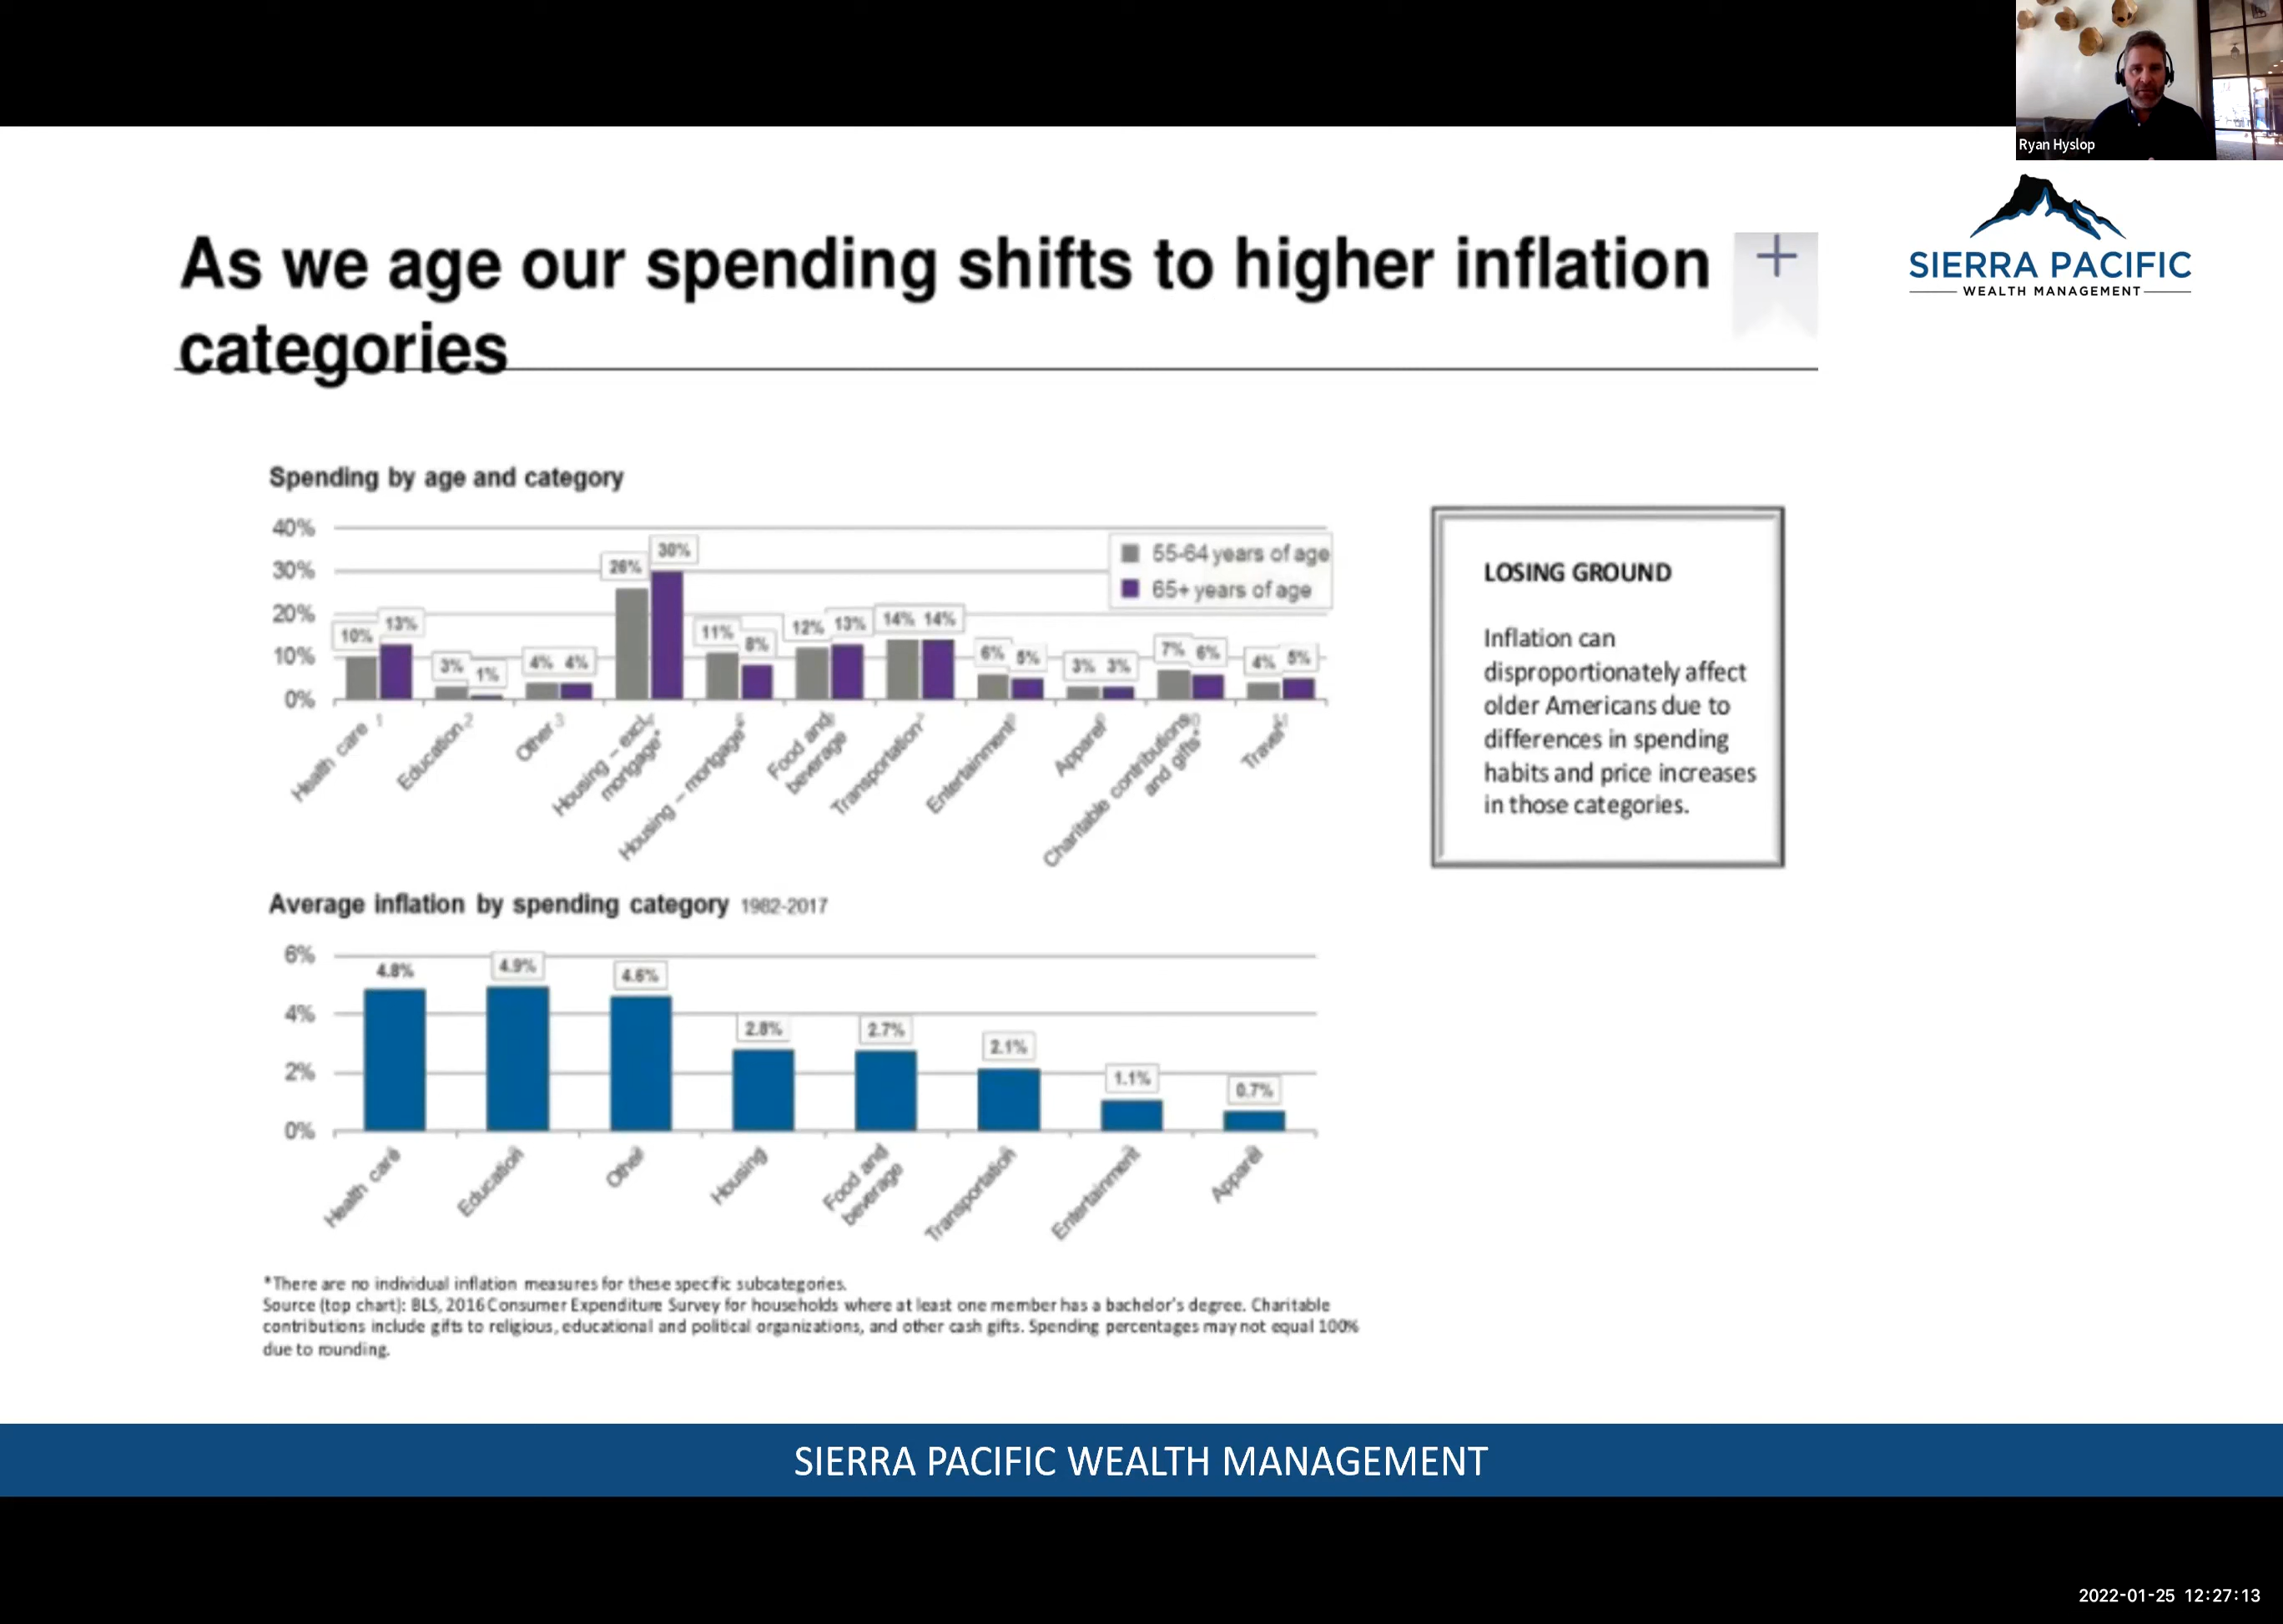 Ryan Hyslop
SIERRA PACIFIC
WEALTH MANAGEMENT
As we age our spending shifts to higher inflation
categories
Spending by age and category
40%
30%
20%
10%
0%
55-64 years of age
65+ years of age
10% 13%
3% 1%
4% 4%
26% 30%
11% 8%
12% 13%
14% 14%
6% 5%
3% 3%
7% 6%
4% 5%
Health care 1
Education 2
Other 3
Housing – excl.
mortgage*
Housing – mortgage*
Food and
beverage
Transportation
Entertainment
Apparel
Charitable contributions
and gifts*
Travel*
LOSING GROUND
Inflation can
disproportionately affect
older Americans due to
differences in spending
habits and price increases
in those categories.
Average inflation by spending category 1982-2017
6%
4%
2%
0%
4.8%
4.9%
4.6%
2.8%
2.7%
2.1%
1.1%
0.7%
Health care
Education
Other
Housing
Food and
beverage
Transportation
Entertainment
Apparel
*There are no individual inflation measures for these specific subcategories.
Source (top chart): BLS, 2016 Consumer Expenditure Survey for households where at least one member has a bachelor's degree. Charitable
contributions include gifts to religious, educational and political organizations, and other cash gifts. Spending percentages may not equal 100%
due to rounding.
SIERRA PACIFIC WEALTH MANAGEMENT
2022-01-25 12:27:13